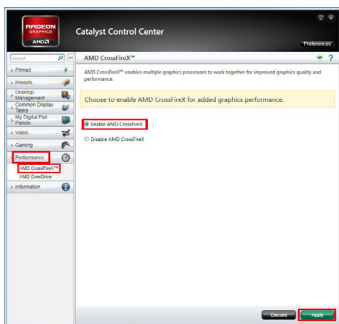 RADEON
GRAPHICS
AMD
Catalyst Control Center
Preferences
Search
AMD CrossFireX™
Pinned
AMD CrossFireX™ enables multiple graphics processors to work together for improved graphics quality and
performance.
Presets
Desktop
Management
Choose to enable AMD CrossFireX for added graphics performance.
Common Display
Tasks
My Digital Flat
Panels
Enable AMD CrossFireX
Video
Disable AMD CrossFireX
Gaming
Performance
AMD CrossFireX™
AMD OverDrive
Information
Discard
Apply